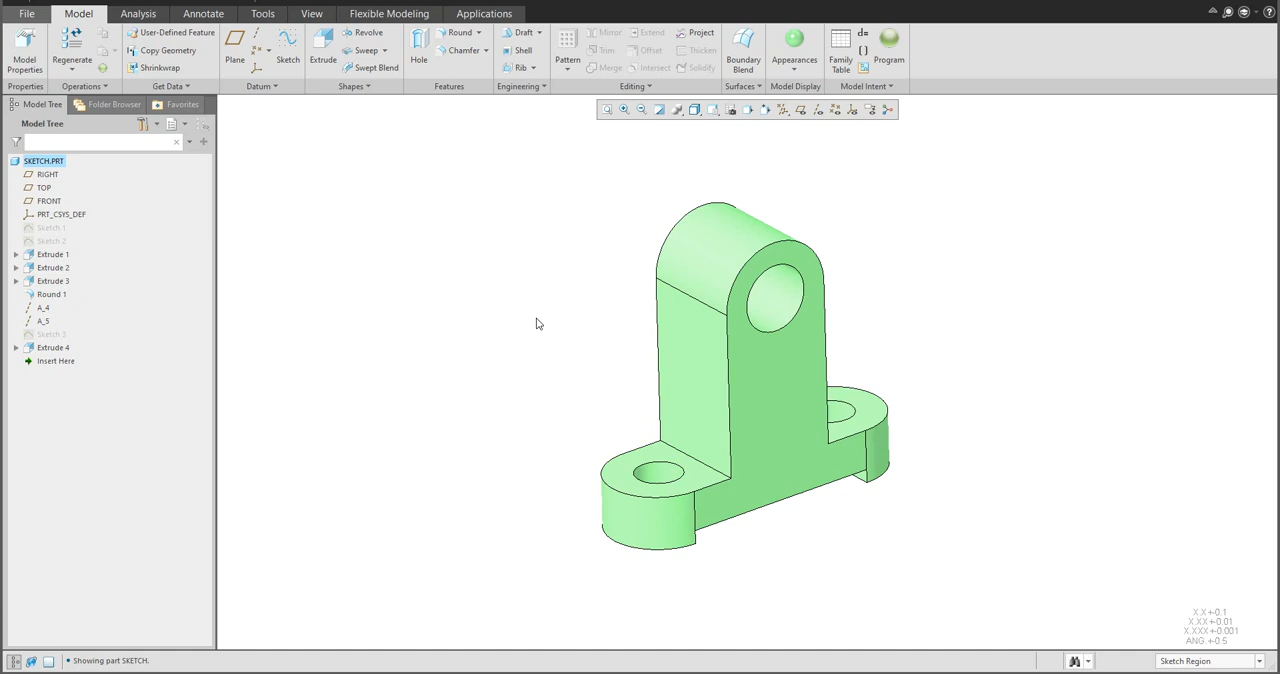 File Model Analysis Annotate Tools View Flexible Modeling Applications
User-Defined Feature Revolve Round Draft Mirror Extend Project
Copy Geometry Sweep Chamfer Shell Trim Offset Thicken
Model Properties Regenerate Plane Sketch Extrude Hole Pattern Boundary Blend Appearances Family Table Program
Shrinkwrap Swept Blend Rib Merge Intersect Solidify
Properties Operations Get Data Datum Shapes Features Engineering Editing Surfaces Model Display Model Intent
Model Tree Folder Browser Favorites
Model Tree
SKETCH.PRT
RIGHT
TOP
FRONT
PRT_CSYS_DEF
Sketch 1
Sketch 2
Extrude 1
Extrude 2
Extrude 3
Round 1
A_4
A_5
Sketch 3
Extrude 4
Insert Here
X.X+-0.1
X.XX+-0.01
X.XXX+-0.001
ANG.+-0.5
• Showing part SKETCH.
Sketch Region